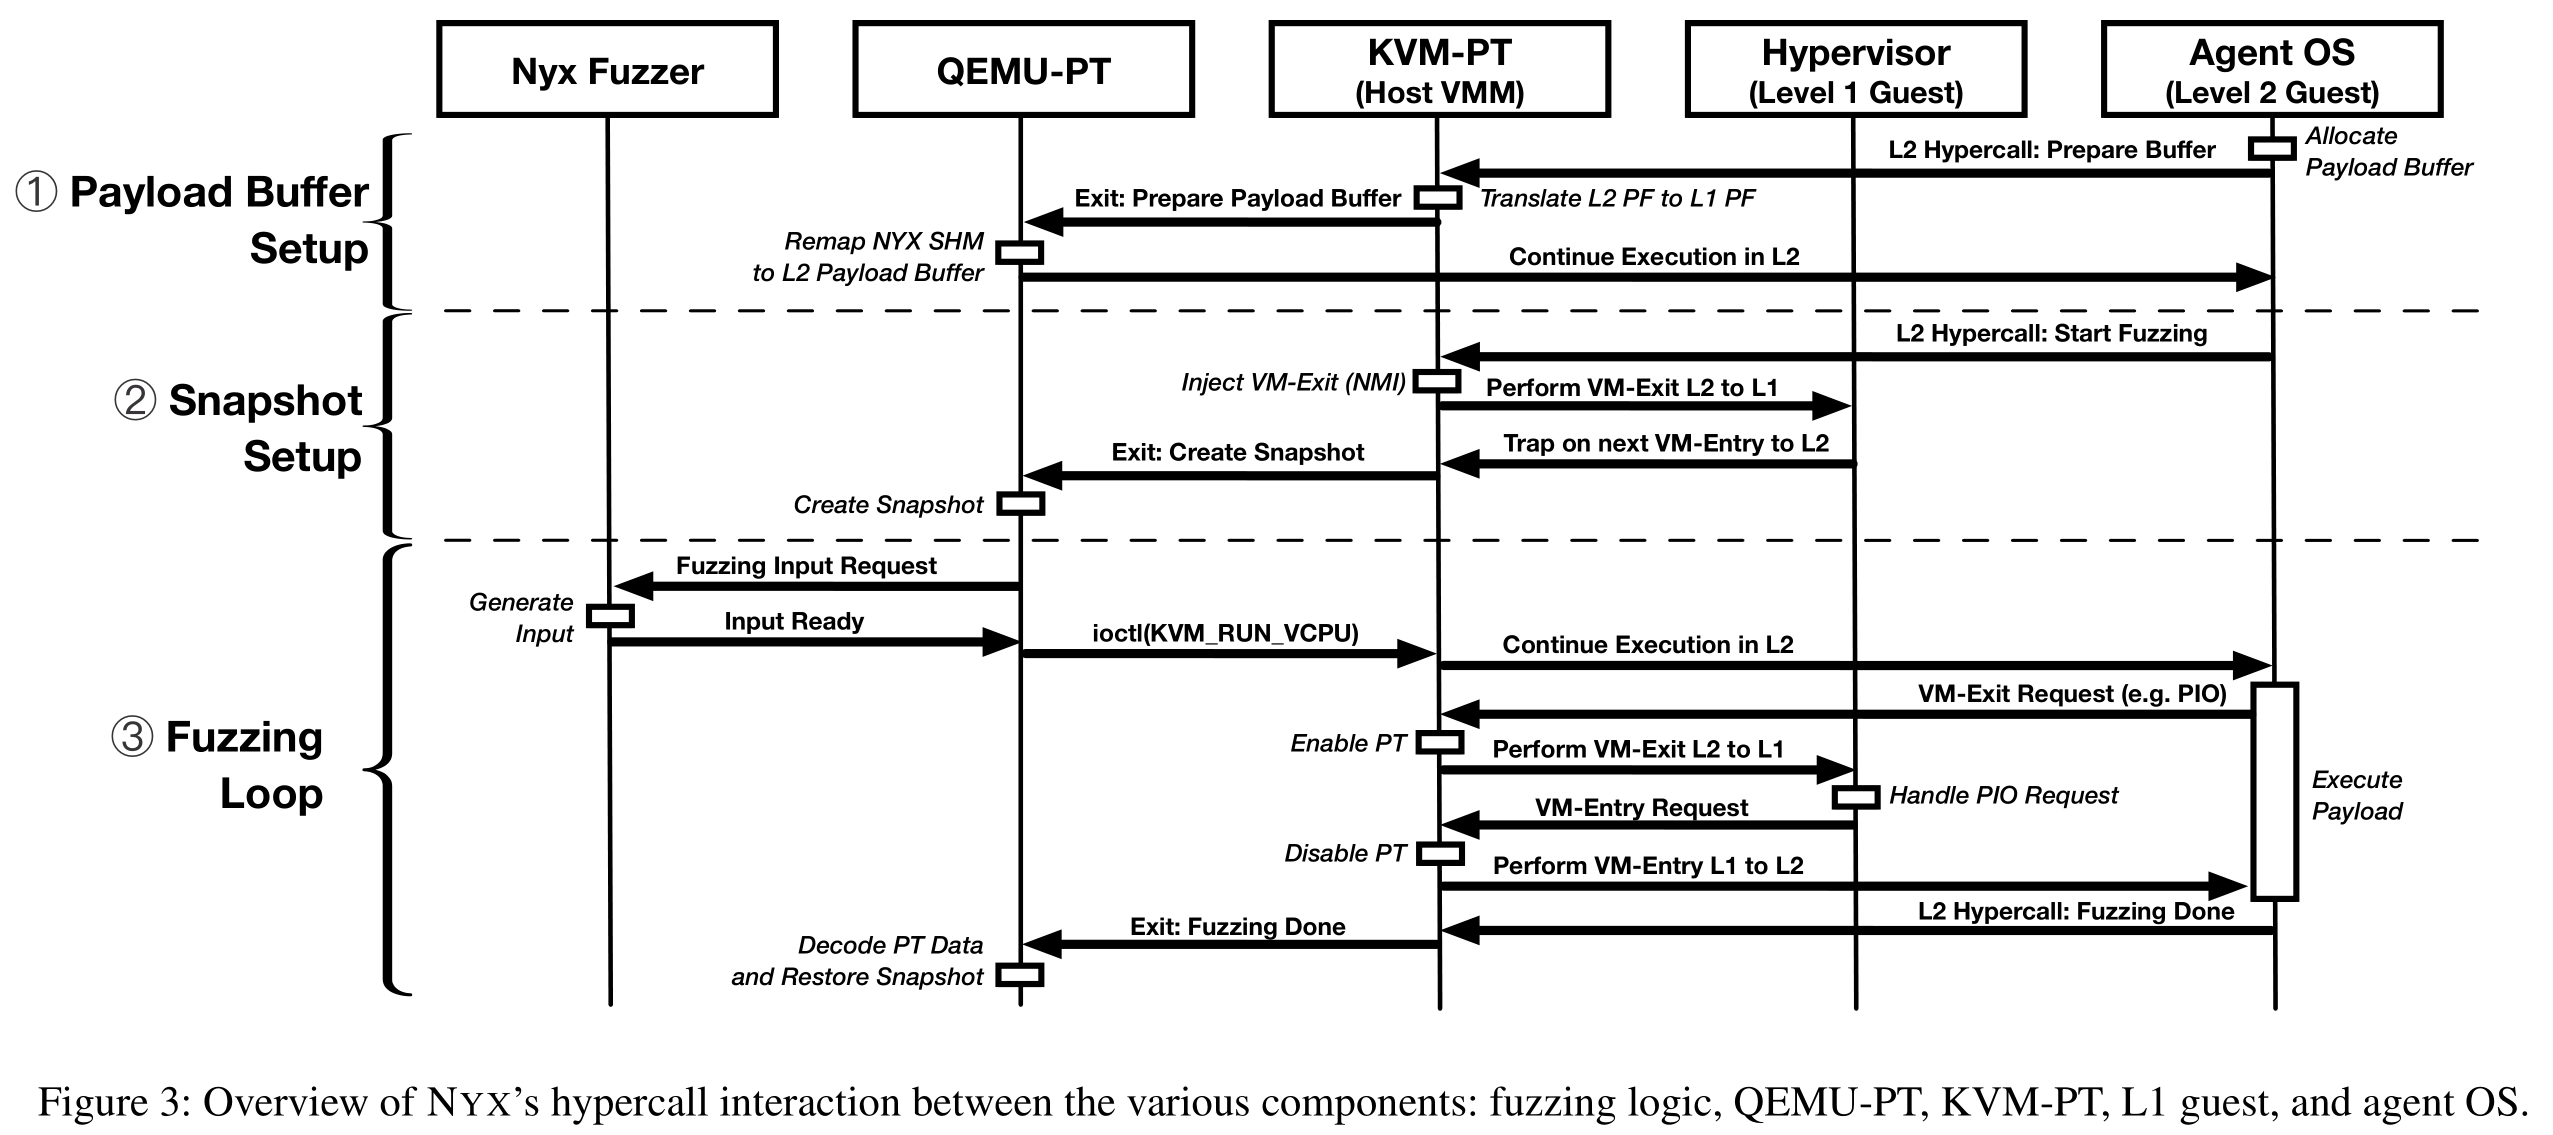 Nyx Fuzzer
QEMU-PT
KVM-PT
(Host VMM)
Hypervisor
(Level 1 Guest)
Agent OS
(Level 2 Guest)
① Payload Buffer
Setup
Allocate
Payload Buffer
L2 Hypercall: Prepare Buffer
Translate L2 PF to L1 PF
Exit: Prepare Payload Buffer
Remap NYX SHM
to L2 Payload Buffer
Continue Execution in L2
② Snapshot
Setup
L2 Hypercall: Start Fuzzing
Inject VM-Exit (NMI)
Perform VM-Exit L2 to L1
Trap on next VM-Entry to L2
Exit: Create Snapshot
Create Snapshot
③ Fuzzing
Loop
Fuzzing Input Request
Generate
Input
Input Ready
ioctl(KVM_RUN_VCPU)
Continue Execution in L2
VM-Exit Request (e.g. PIO)
Enable PT
Perform VM-Exit L2 to L1
Handle PIO Request
Execute
Payload
VM-Entry Request
Disable PT
Perform VM-Entry L1 to L2
L2 Hypercall: Fuzzing Done
Exit: Fuzzing Done
Decode PT Data
and Restore Snapshot
Figure 3: Overview of NYX's hypercall interaction between the various components: fuzzing logic, QEMU-PT, KVM-PT, L1 guest, and agent OS.